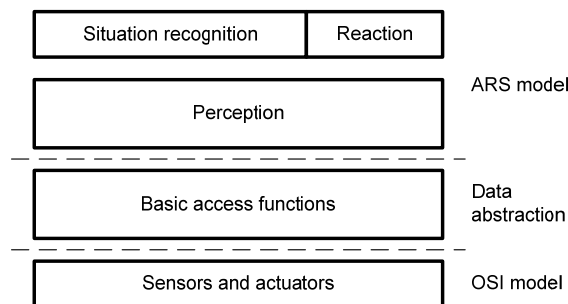 Situation recognition
Reaction
ARS model
Perception
Basic access functions
Data
abstraction
Sensors and actuators
OSI model